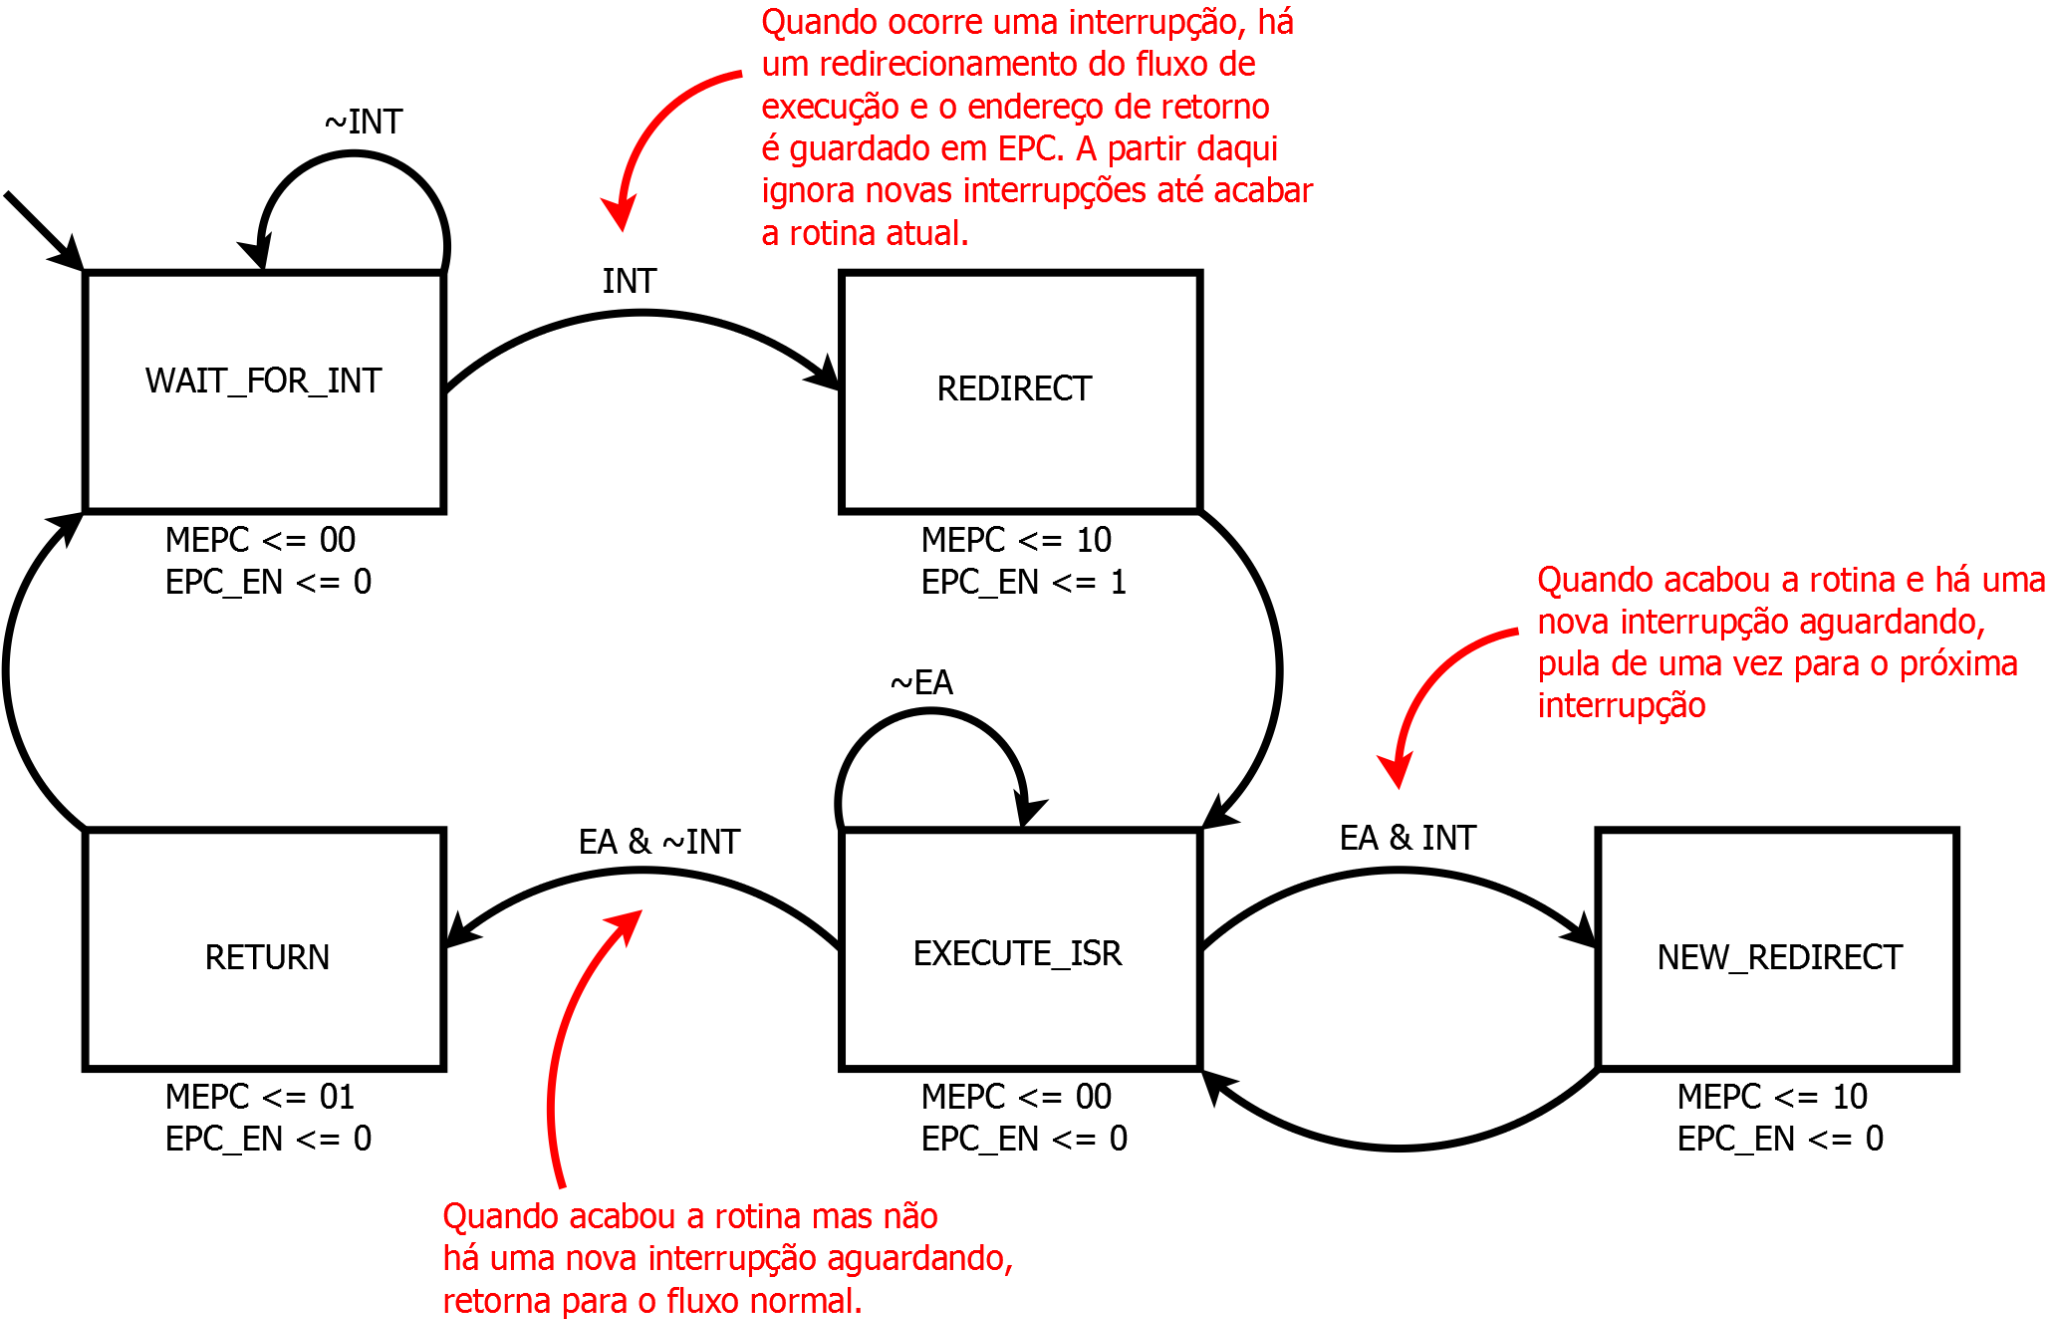 Quando ocorre uma interrupção, há
um redirecionamento do fluxo de
execução e o endereço de retorno
é guardado em EPC. A partir daqui
ignora novas interrupções até acabar
a rotina atual.
~INT
INT
WAIT_FOR_INT
REDIRECT
MEPC <= 00
EPC_EN <= 0
MEPC <= 10
EPC_EN <= 1
Quando acabou a rotina e há uma
nova interrupção aguardando,
pula de uma vez para o próxima
interrupção
~EA
EA & ~INT
EA & INT
RETURN
EXECUTE_ISR
NEW_REDIRECT
MEPC <= 01
EPC_EN <= 0
MEPC <= 00
EPC_EN <= 0
MEPC <= 10
EPC_EN <= 0
Quando acabou a rotina mas não
há uma nova interrupção aguardando,
retorna para o fluxo normal.